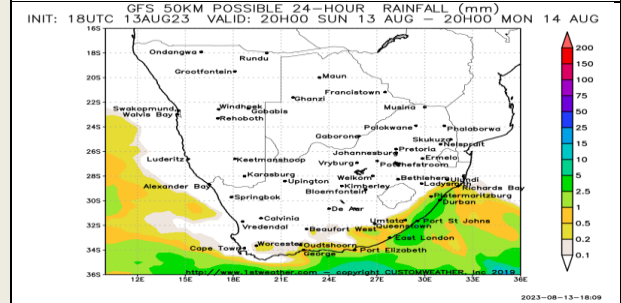 GFS 50KM POSSIBLE 24-HOUR RAINFALL (mm)
INIT: 18UTC 13AUG23 VALID: 20H00 SUN 13 AUG - 20H00 MON 14 AUG
16S
18S
20S
22S
24S
26S
28S
30S
32S
34S
36S
Ondangwa
Rundu
Grootfontein
Maun
Francistown
Ghanzi
Musina
Swakopmund
Windhoek
Gobabis
Walvis Bay
Rehoboth
Polokwane
Phalaborwa
Gaborone
Skukuza
Pretoria
Nelspruit
Johannesburg
Luderitz
Keetmanshoop
Vryburg
Potchefstroom
Ermelo
Karasburg
Upington
Welkom
Bethlehem
Ulundi
Alexander Bay
Kimberley
Ladysmith
Richards Bay
Springbok
Bloemfontein
Pietermaritzburg
Durban
De Aar
Calvinia
Vredendal
Umtata
Port St Johns
Beaufort West
Queenstown
East London
Cape Town
Worcester
Oudtshoorn
George
Port Elizabeth
http://www.1stweather.com - copyright CUSTOMWEATHER, Inc 2019
12E 15E 18E 21E 24E 27E 30E 33E 36E
200
150
100
75
50
25
15
10
5
2.5
1
0.5
0.2
0.1
2023-08-13-18:09